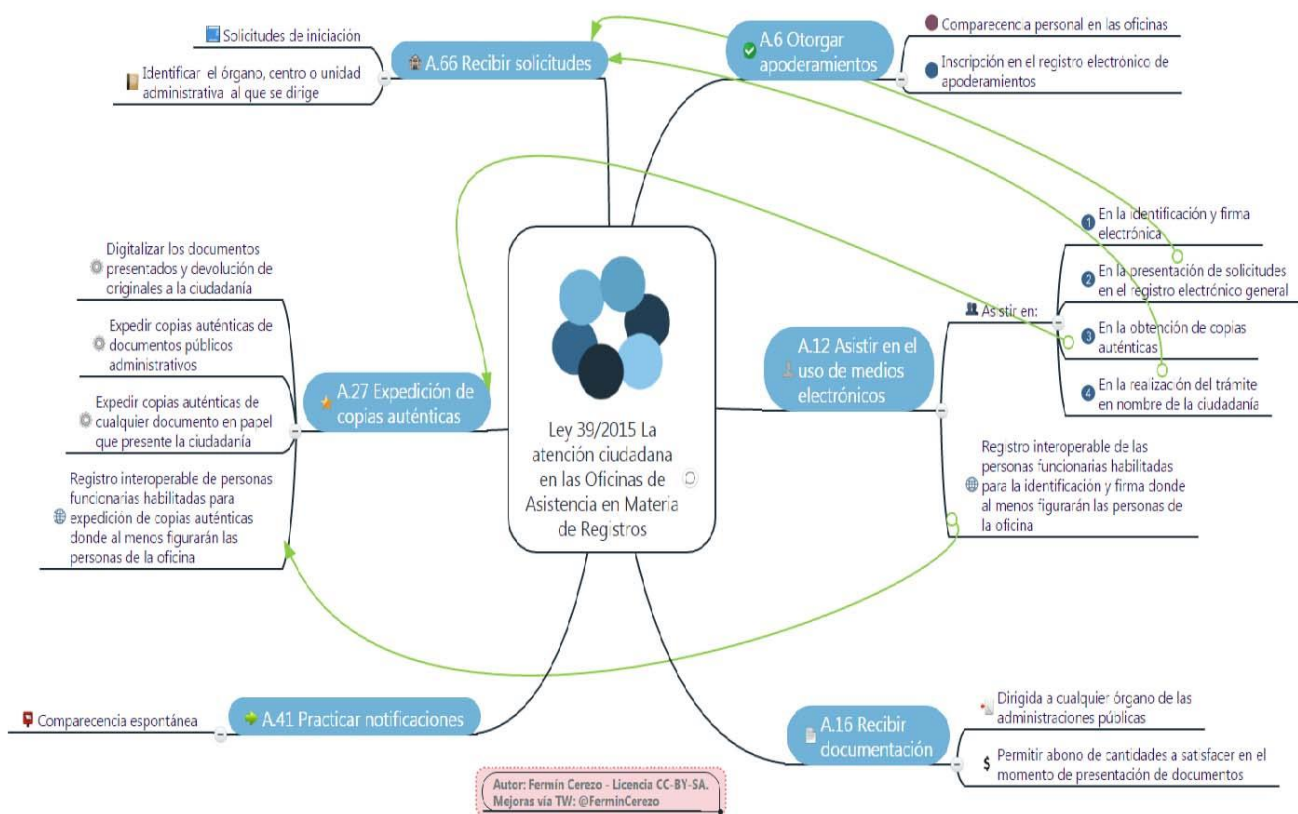 Solicitudes de iniciación
Identificar el órgano, centro o unidad
administrativa al que se dirige
A.66 Recibir solicitudes
A.6 Otorgar
apoderamientos
Comparecencia personal en las oficinas
Inscripción en el registro electrónico de
apoderamientos
Digitalizar los documentos
presentados y devolución de
originales a la ciudadanía
Expedir copias auténticas de
documentos públicos
administrativos
Expedir copias auténticas de
cualquier documento en papel
que presente la ciudadanía
Registro interoperable de personas
funcionarias habilitadas para
expedición de copias auténticas
donde al menos figurarán las
personas de la oficina
A.27 Expedición de
copias auténticas
Ley 39/2015 La
atención ciudadana
en las Oficinas de
Asistencia en Materia
de Registros
A.12 Asistir en el
uso de medios
electrónicos
Asistir en:
1 En la identificación y firma
electrónica
2 En la presentación de solicitudes
en el registro electrónico general
3 En la obtención de copias
auténticas
4 En la realización del trámite
en nombre de la ciudadanía
Registro interoperable de las
personas funcionarias habilitadas
para la identificación y firma donde
al menos figurarán las personas de
la oficina
Comparecencia espontánea
A.41 Practicar notificaciones
A.16 Recibir
documentación
Dirigida a cualquier órgano de las
administraciones públicas
$ Permitir abono de cantidades a satisfacer en el
momento de presentación de documentos
Autor: Fermín Cerezo - Licencia CC-BY-SA.
Mejoras vía TW: @FerminCerezo